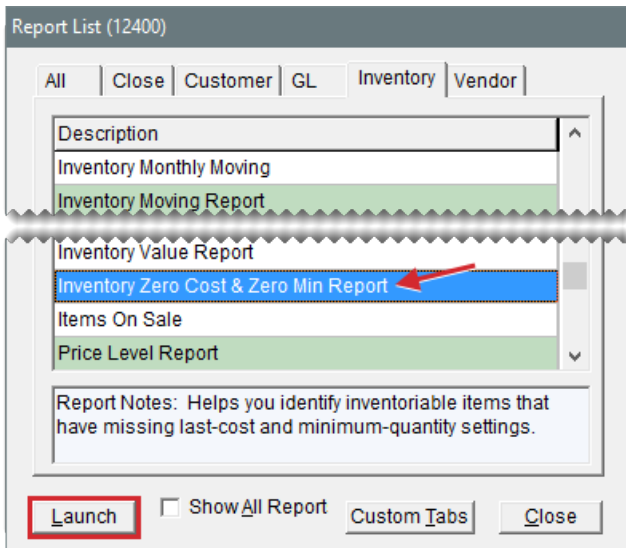 Report List (12400)
All Close Customer GL Inventory Vendor
Description
Inventory Monthly Moving
Inventory Moving Report
Inventory Value Report
Inventory Zero Cost & Zero Min Report
Items On Sale
Price Level Report
Report Notes:  Helps you identify inventoriable items that
have missing last-cost and minimum-quantity settings.
Launch Show All Report Custom Tabs Close